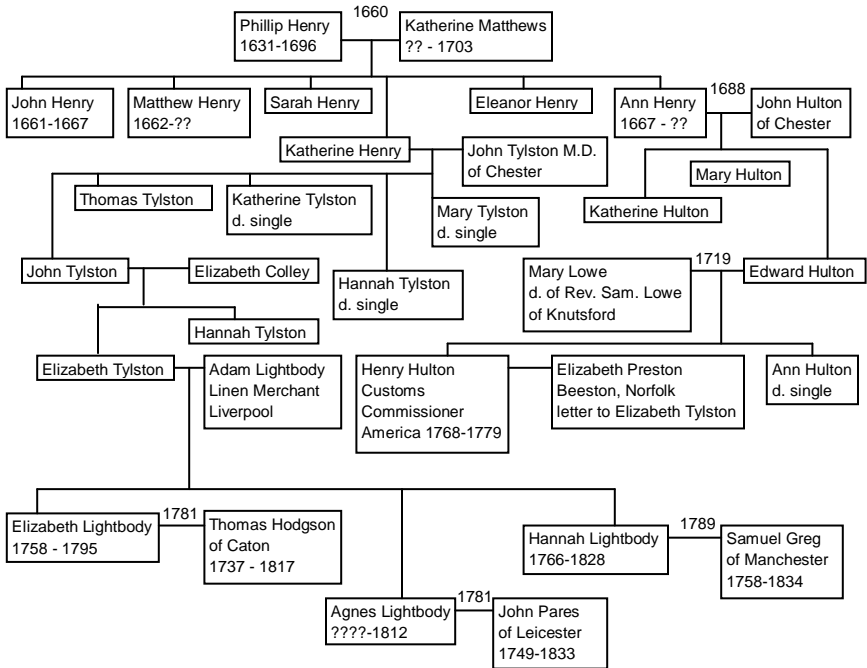 1660
Phillip Henry
1631-1696
Katherine Matthews
?? - 1703
John Henry
1661-1667
Matthew Henry
1662-??
Sarah Henry
Eleanor Henry
Ann Henry
1667 - ??
1688
John Hulton
of Chester
Katherine Henry
John Tylston M.D.
of Chester
Mary Hulton
Katherine Hulton
Thomas Tylston
Katherine Tylston
d. single
Mary Tylston
d. single
John Tylston
Elizabeth Colley
Hannah Tylston
d. single
Mary Lowe
d. of Rev. Sam. Lowe
of Knutsford
1719
Edward Hulton
Hannah Tylston
Elizabeth Tylston
Adam Lightbody
Linen Merchant
Liverpool
Henry Hulton
Customs
Commissioner
America 1768-1779
Elizabeth Preston
Beeston, Norfolk
letter to Elizabeth Tylston
Ann Hulton
d. single
Elizabeth Lightbody
1758 - 1795
1781
Thomas Hodgson
of Caton
1737 - 1817
Hannah Lightbody
1766-1828
1789
Samuel Greg
of Manchester
1758-1834
Agnes Lightbody
????-1812
1781
John Pares
of Leicester
1749-1833